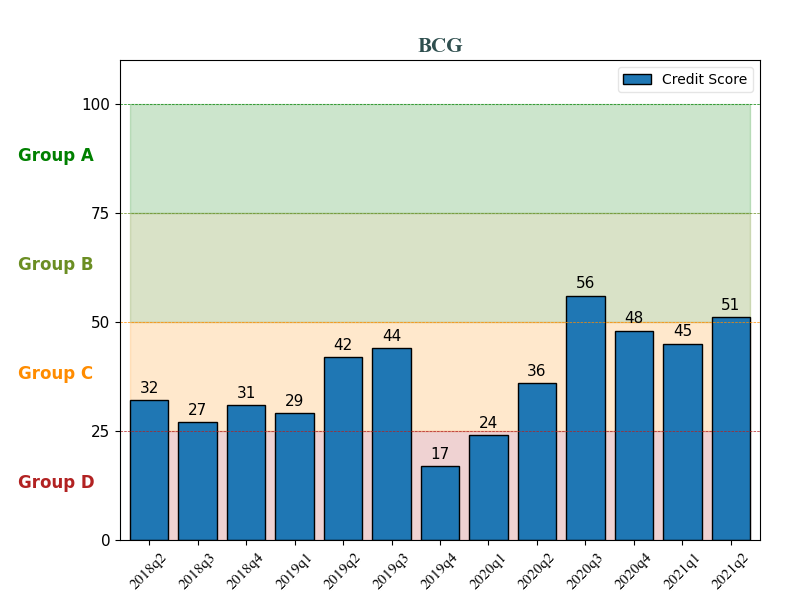 BCG
Credit Score
100
75
50
25
0
Group A
Group B
Group C
Group D
32
27
31
29
42
44
17
24
36
56
48
45
51
2018q2
2018q3
2018q4
2019q1
2019q2
2019q3
2019q4
2020q1
2020q2
2020q3
2020q4
2021q1
2021q2